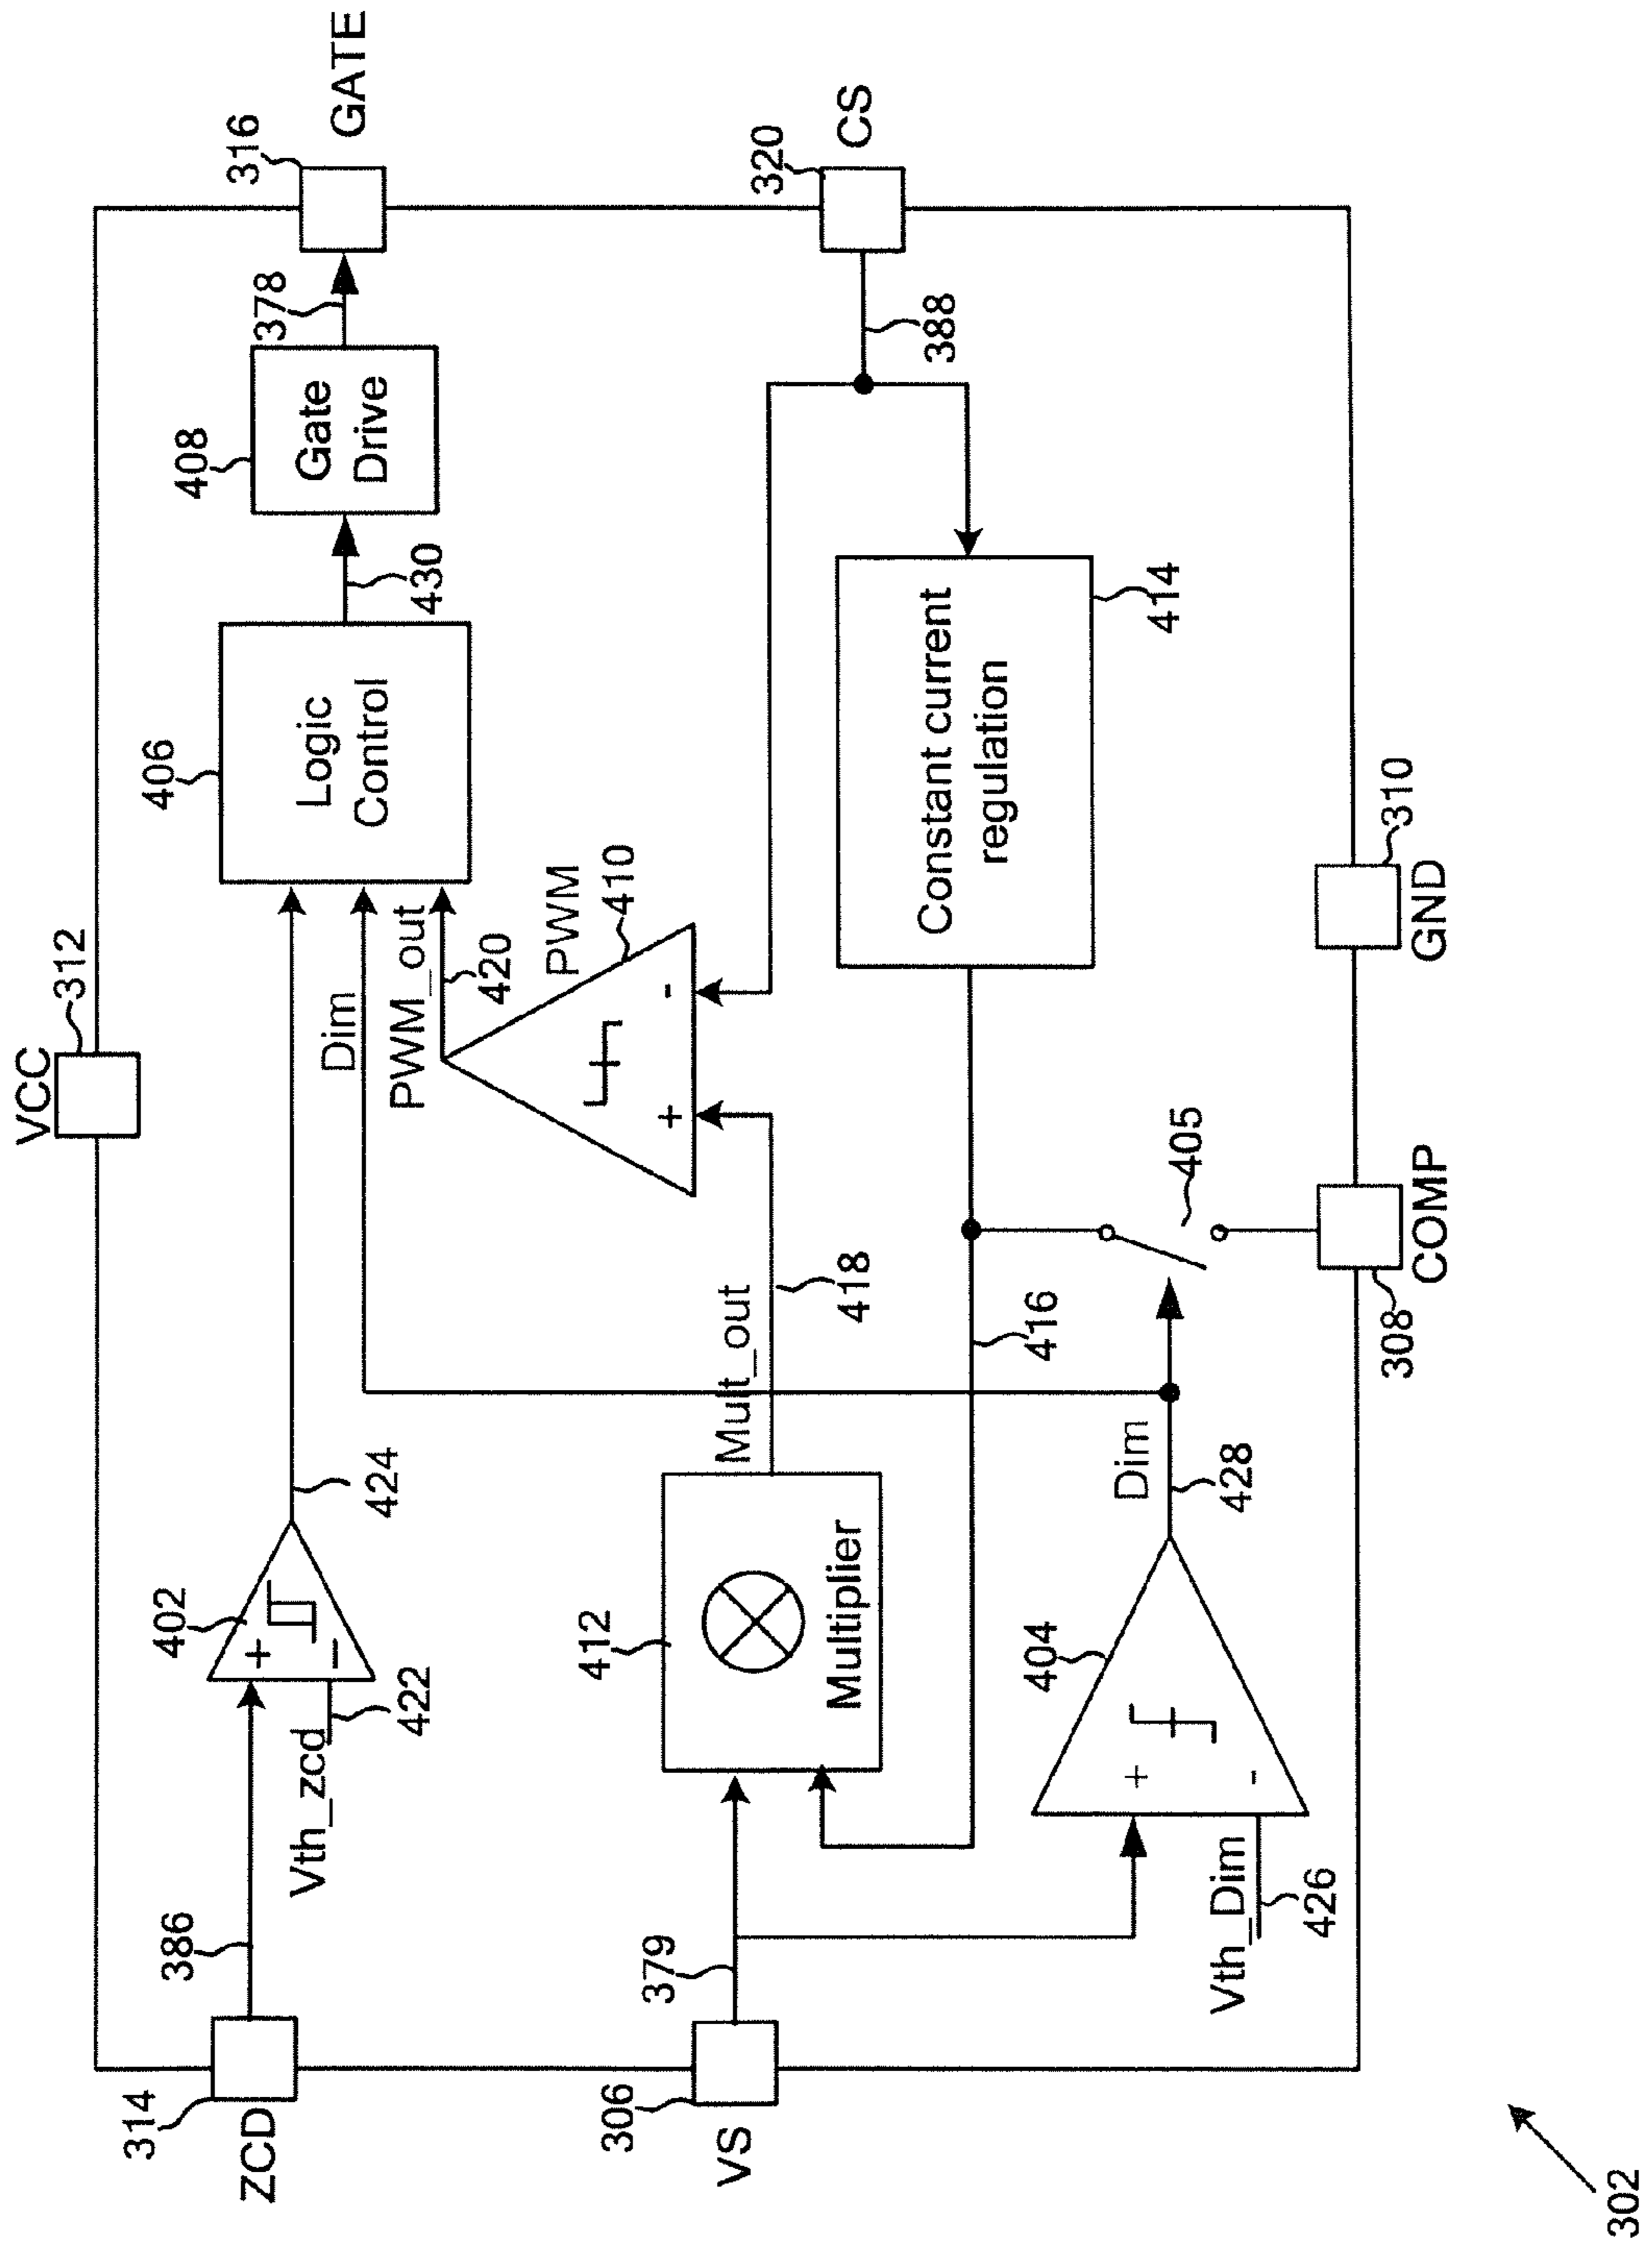 VCC
312
314
ZCD
386
Vth_zcd
422
+
-
402
424
Dim
PWM_out
420
406
Logic
Control
430
408
Gate
Drive
378
316
GATE
306
VS
379
412
Multiplier
Mult_out
418
PWM
410
+
-
320
CS
388
Constant current
regulation
414
416
404
+
-
Vth_Dim
426
Dim
428
405
308
COMP
310
GND
302